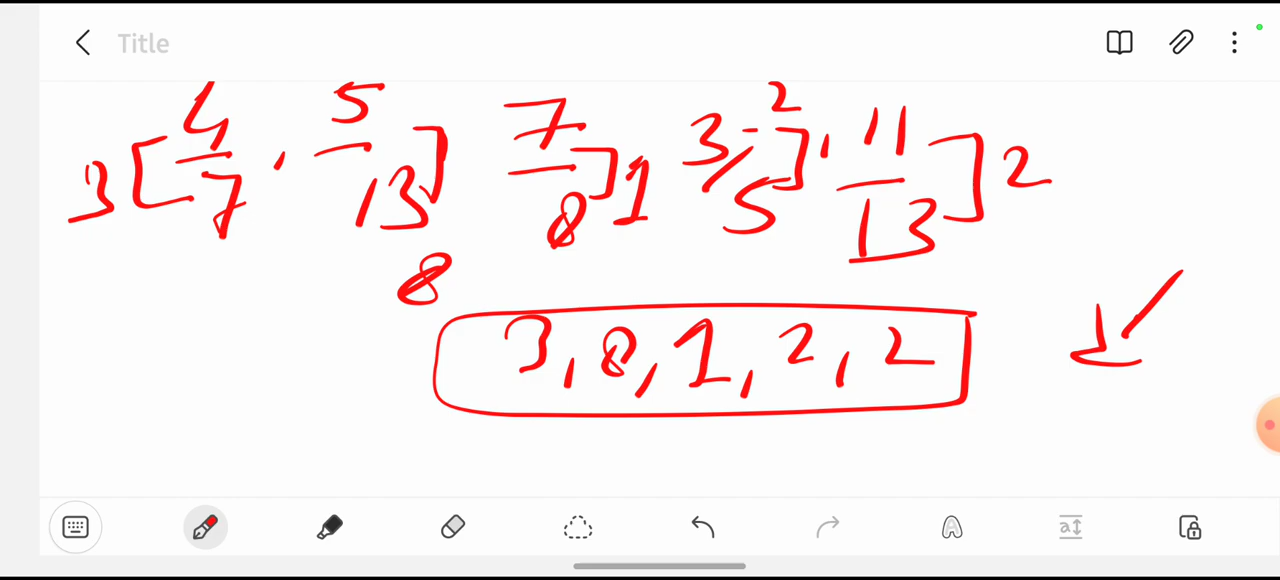 Title
3 [4/7 , 5/13] 8 7/8] 1 3/5 - 2] , 11/13] 2
3, 8, 1, 2, 2